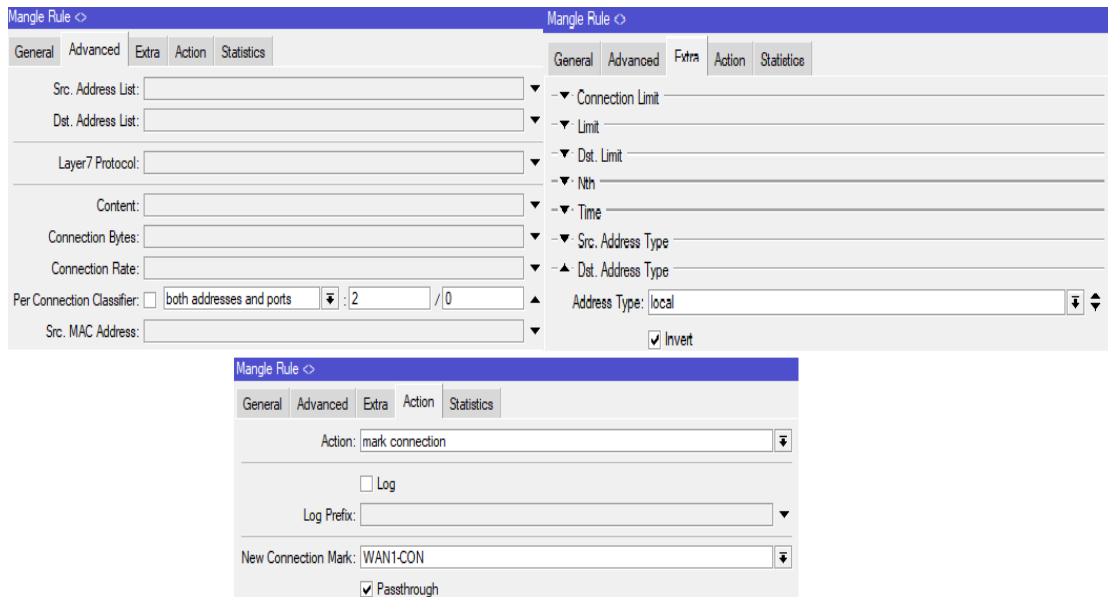 Mangle Rule <>
General Advanced Extra Action Statistics
Src. Address List:
Dst. Address List:
Layer7 Protocol:
Content:
Connection Bytes:
Connection Rate:
Per Connection Classifier: both addresses and ports : 2 / 0
Src. MAC Address:
Mangle Rule <>
General Advanced Extra Action Statistics
Connection Limit
Limit
Dst. Limit
Nth
Time
Src. Address Type
Dst. Address Type
Address Type: local
Invert
Mangle Rule <>
General Advanced Extra Action Statistics
Action: mark connection
Log
Log Prefix:
New Connection Mark: WAN1-CON
Passthrough